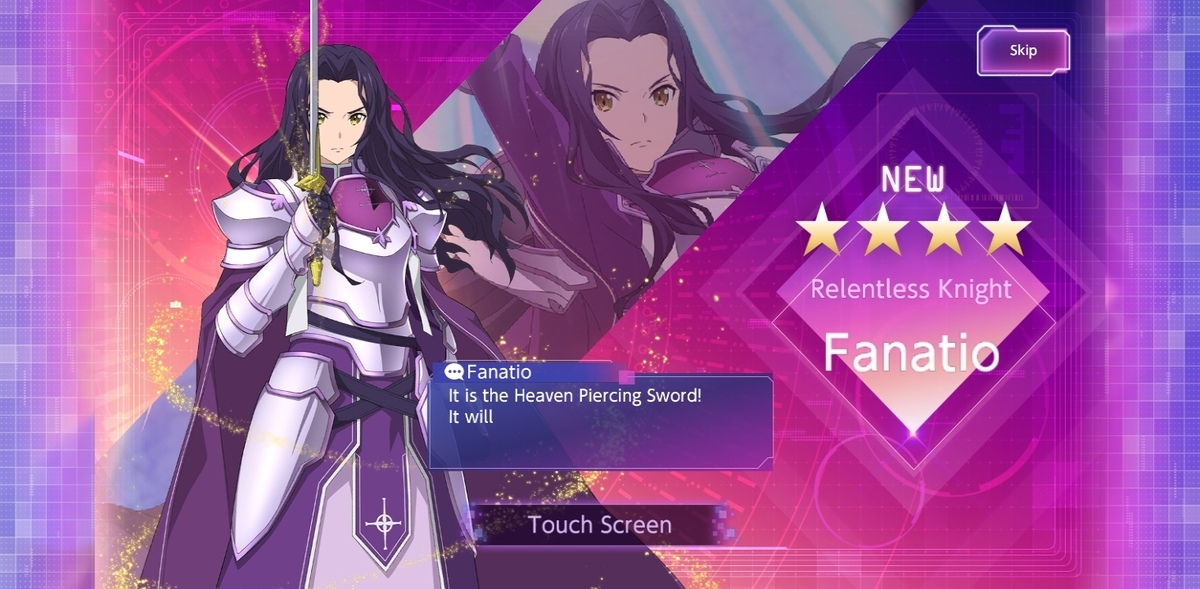 Skip
NEW
Relentless Knight
Fanatio
Fanatio
It is the Heaven Piercing Sword!
It will
Touch Screen